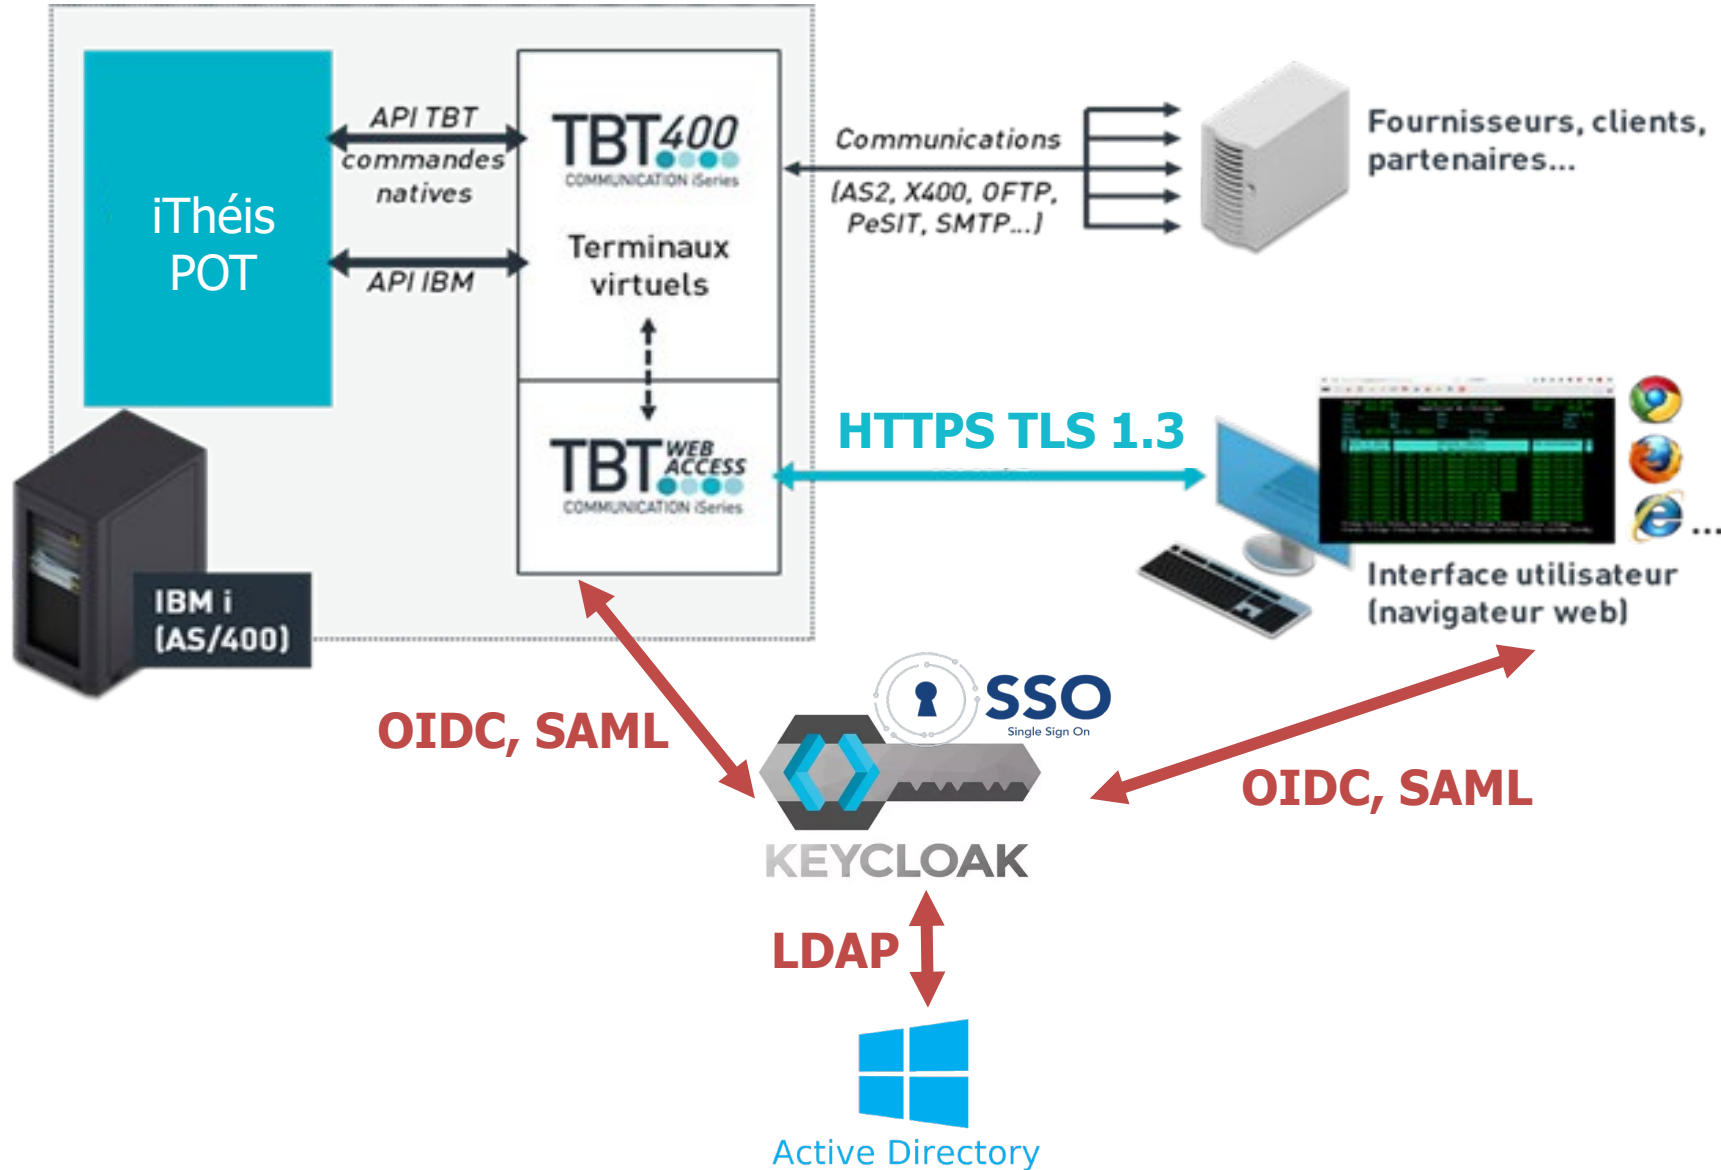 iThéis
POT
API TBT
commandes
natives
API IBM
TBT400
COMMUNICATION iSeries
Terminaux
virtuels
TBT WEB
ACCESS
COMMUNICATION iSeries
IBM i
(AS/400)
Communications
(AS2, X400, OFTP,
PeSIT, SMTP...)
Fournisseurs, clients,
partenaires...
HTTPS TLS 1.3
...
Interface utilisateur
(navigateur web)
OIDC, SAML
SSO
Single Sign On
OIDC, SAML
KEYCLOAK
LDAP
Active Directory